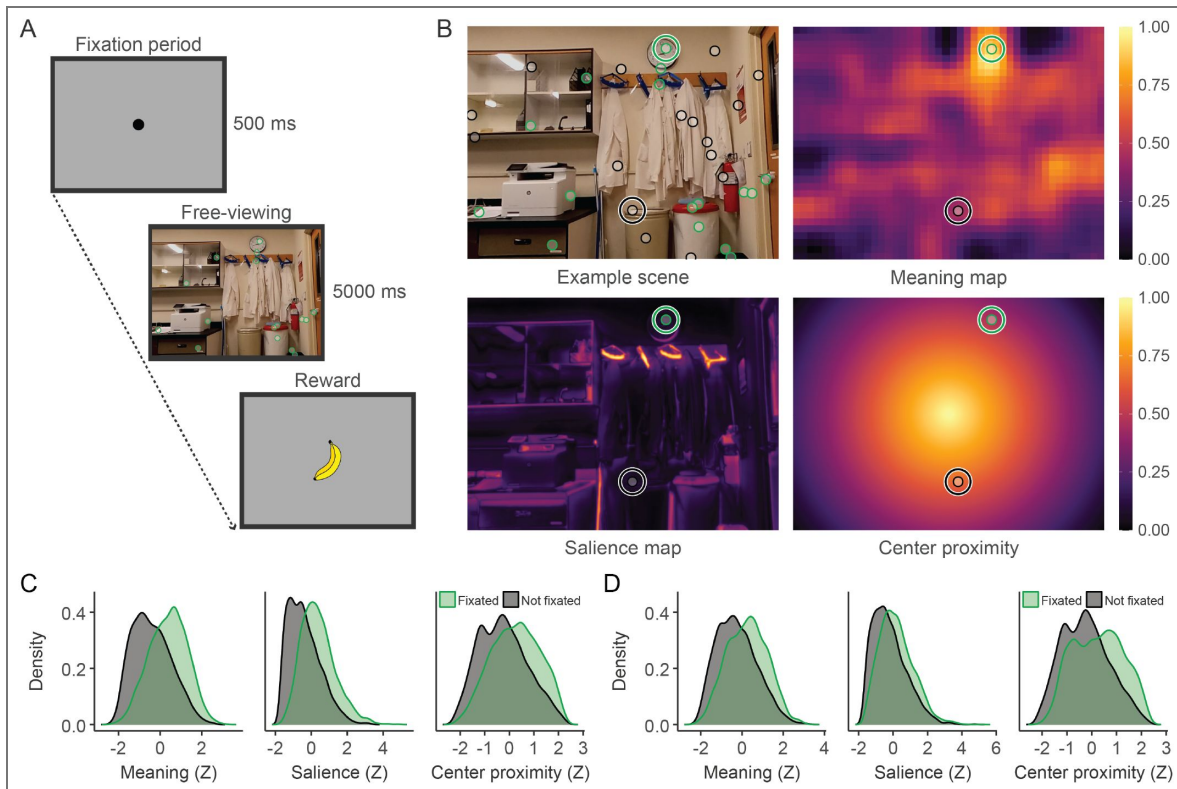 A
Fixation period
500 ms
Free-viewing
5000 ms
Reward
B
Example scene
Meaning map
1.00
0.75
0.50
0.25
0.00
Salience map
Center proximity
1.00
0.75
0.50
0.25
0.00
C
Density
0.4
0.2
0.0
-2 0 2
Meaning (Z)
-2 0 2 4
Salience (Z)
Fixated Not fixated
-2 -1 0 1 2 3
Center proximity (Z)
D
Density
0.4
0.2
0.0
-2 0 2 4
Meaning (Z)
-2 0 2 4 6
Salience (Z)
Fixated Not fixated
-2 -1 0 1 2 3
Center proximity (Z)